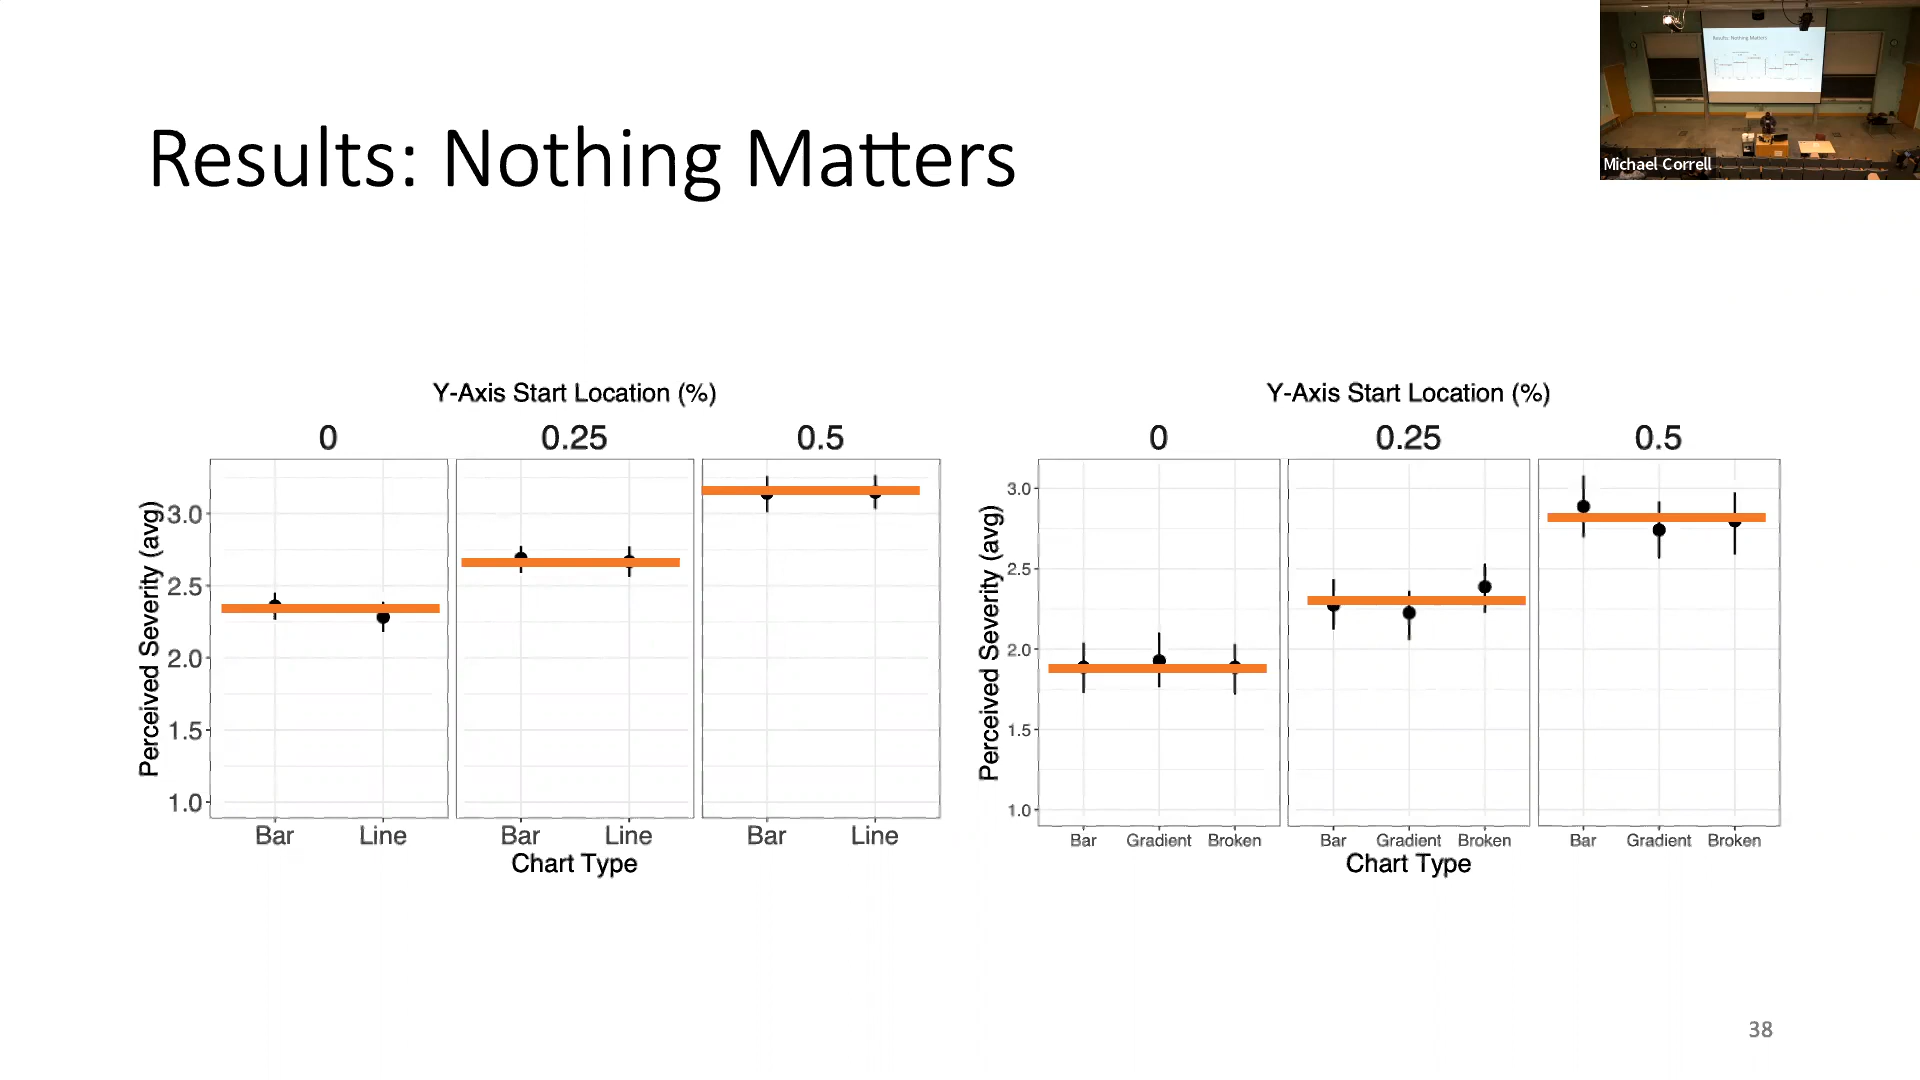 Results: Nothing Matters
Michael Correll
Results: Nothing Matters
Y-Axis Start Location (%)
0 0.25 0.5
Perceived Severity (avg)
3.0
2.5
2.0
1.5
1.0
Bar Line Bar Line Bar Line
Chart Type
Y-Axis Start Location (%)
0 0.25 0.5
Perceived Severity (avg)
3.0
2.5
2.0
1.5
1.0
Bar Gradient Broken Bar Gradient Broken Bar Gradient Broken
Chart Type
38